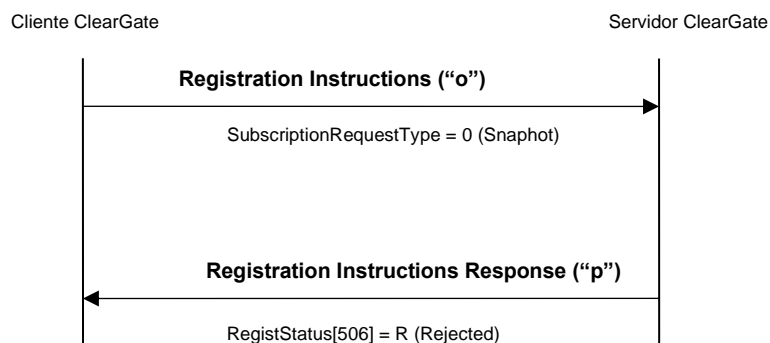 Cliente ClearGate
Servidor ClearGate
Registration Instructions (“o”)
SubscriptionRequestType = 0 (Snaphot)
Registration Instructions Response (“p”)
RegistStatus[506] = R (Rejected)